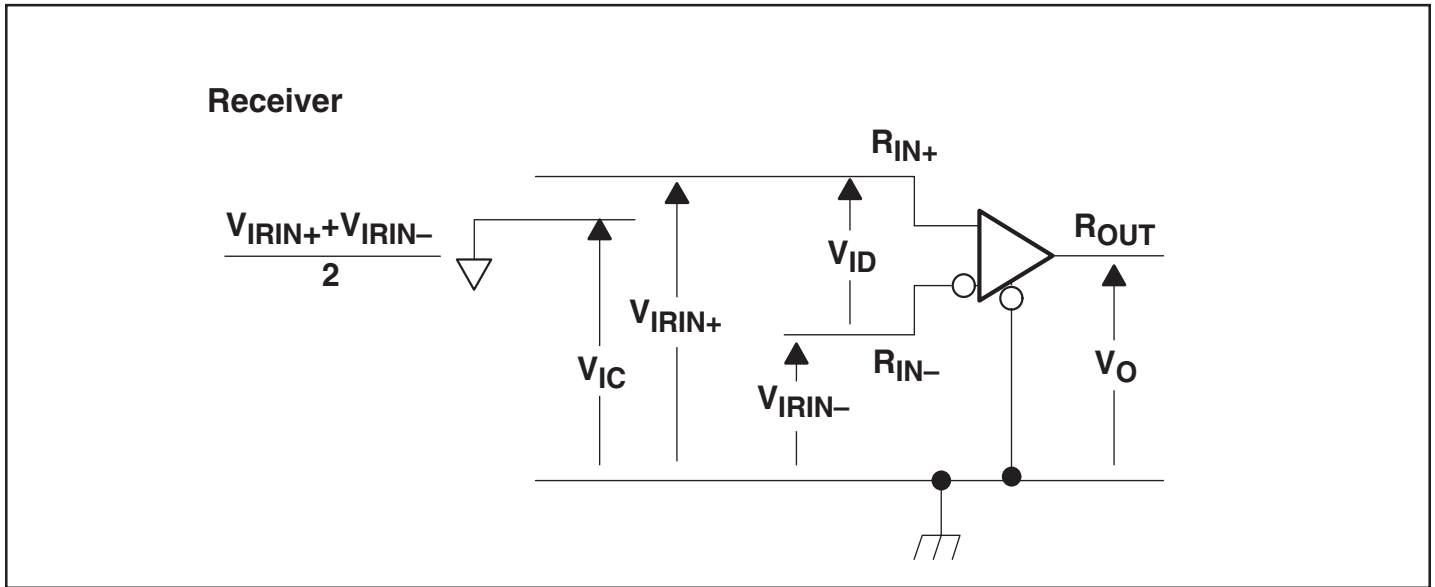 Receiver
RIN+
VIRIN++VIRIN–
2
ROUT
VID
VIRIN+
VIC
RIN–
VIRIN–
VO